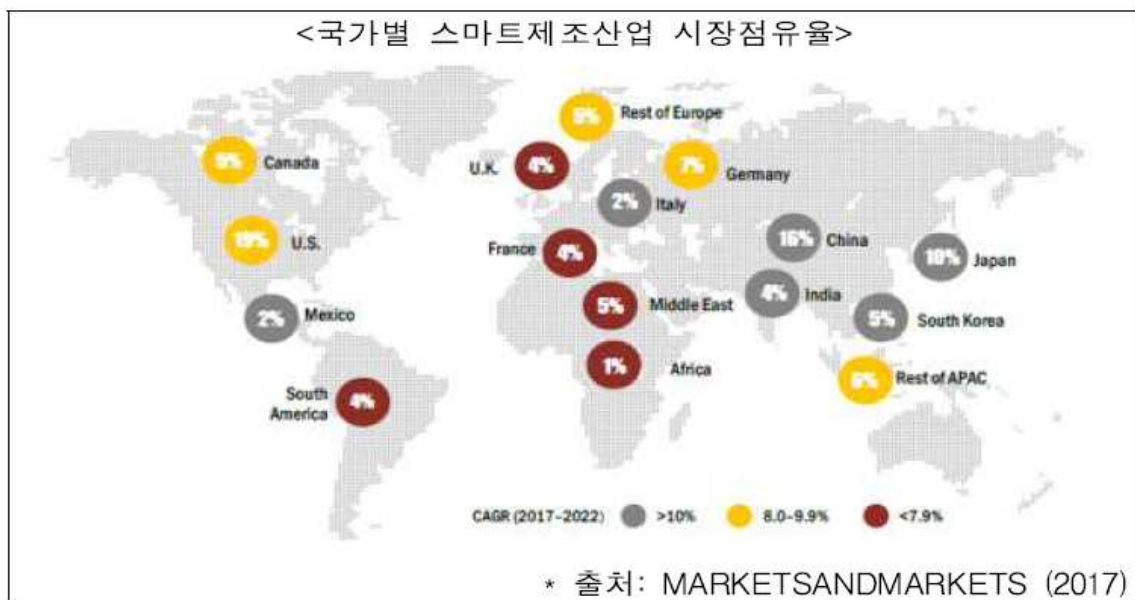 <국가별 스마트제조산업 시장점유율>
Rest of Europe
Canada
U.K.
4%
7%
Germany
2%
Italy
19%
U.S.
16%
China
France
4%
10%
Japan
5%
Middle East
4%
India
2%
Mexico
5%
South Korea
1%
Africa
Rest of APAC
South
America
4%
CAGR (2017-2022) >10% 8.0-9.9% <7.9%
* 출처: MARKETSANDMARKETS (2017)